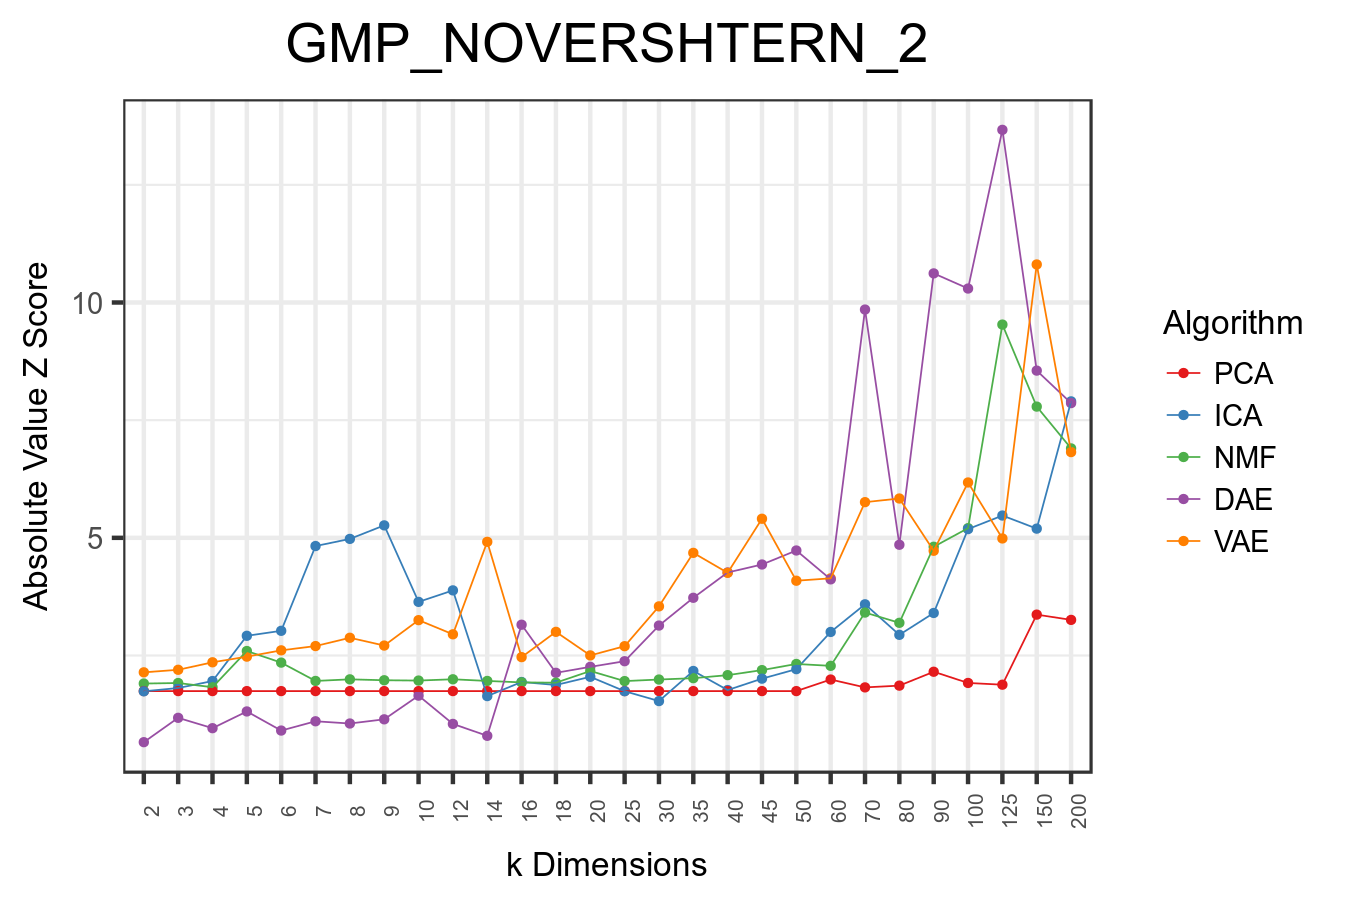 GMP_NOVERSHTERN_2
Absolute Value Z Score
10
5
2 3 4 5 6 7 8 9 10 12 14 16 18 20 25 30 35 40 45 50 60 70 80 90 100 125 150 200
k Dimensions
Algorithm
PCA
ICA
NMF
DAE
VAE